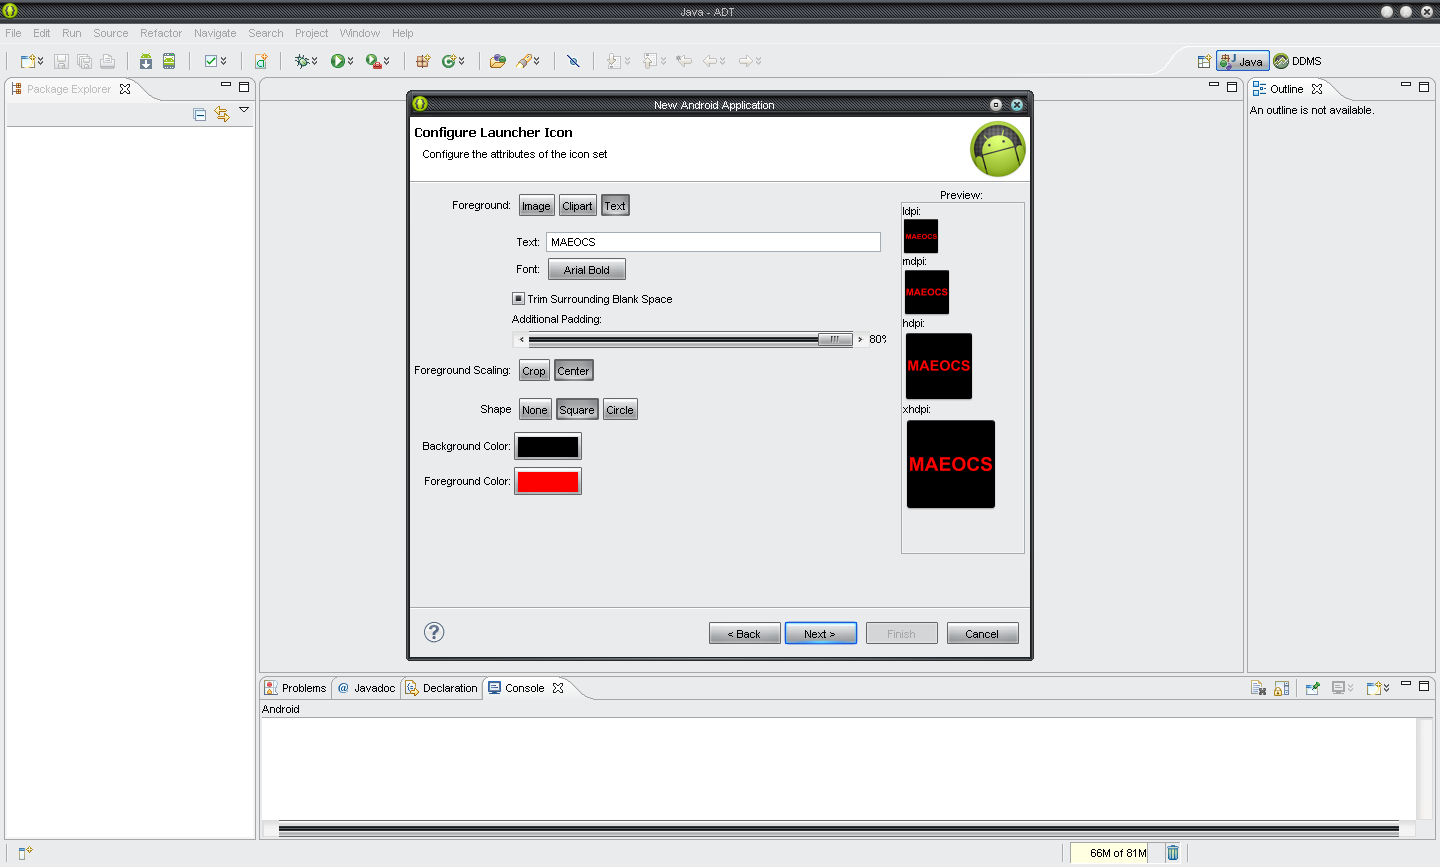 Java - ADT
File Edit Run Source Refactor Navigate Search Project Window Help
Java DDMS
Package Explorer
Outline
An outline is not available.
New Android Application
Configure Launcher Icon
Configure the attributes of the icon set
Foreground: Image Clipart Text
Text: MAEOCS
Font: Arial Bold
Trim Surrounding Blank Space
Additional Padding:
80%
Foreground Scaling: Crop Center
Shape None Square Circle
Background Color:
Foreground Color:
Preview:
ldpi:
MAEOCS
mdpi:
MAEOCS
hdpi:
MAEOCS
xhdpi:
MAEOCS
? < Back Next > Finish Cancel
Problems @ Javadoc Declaration Console
Android
66M of 81M